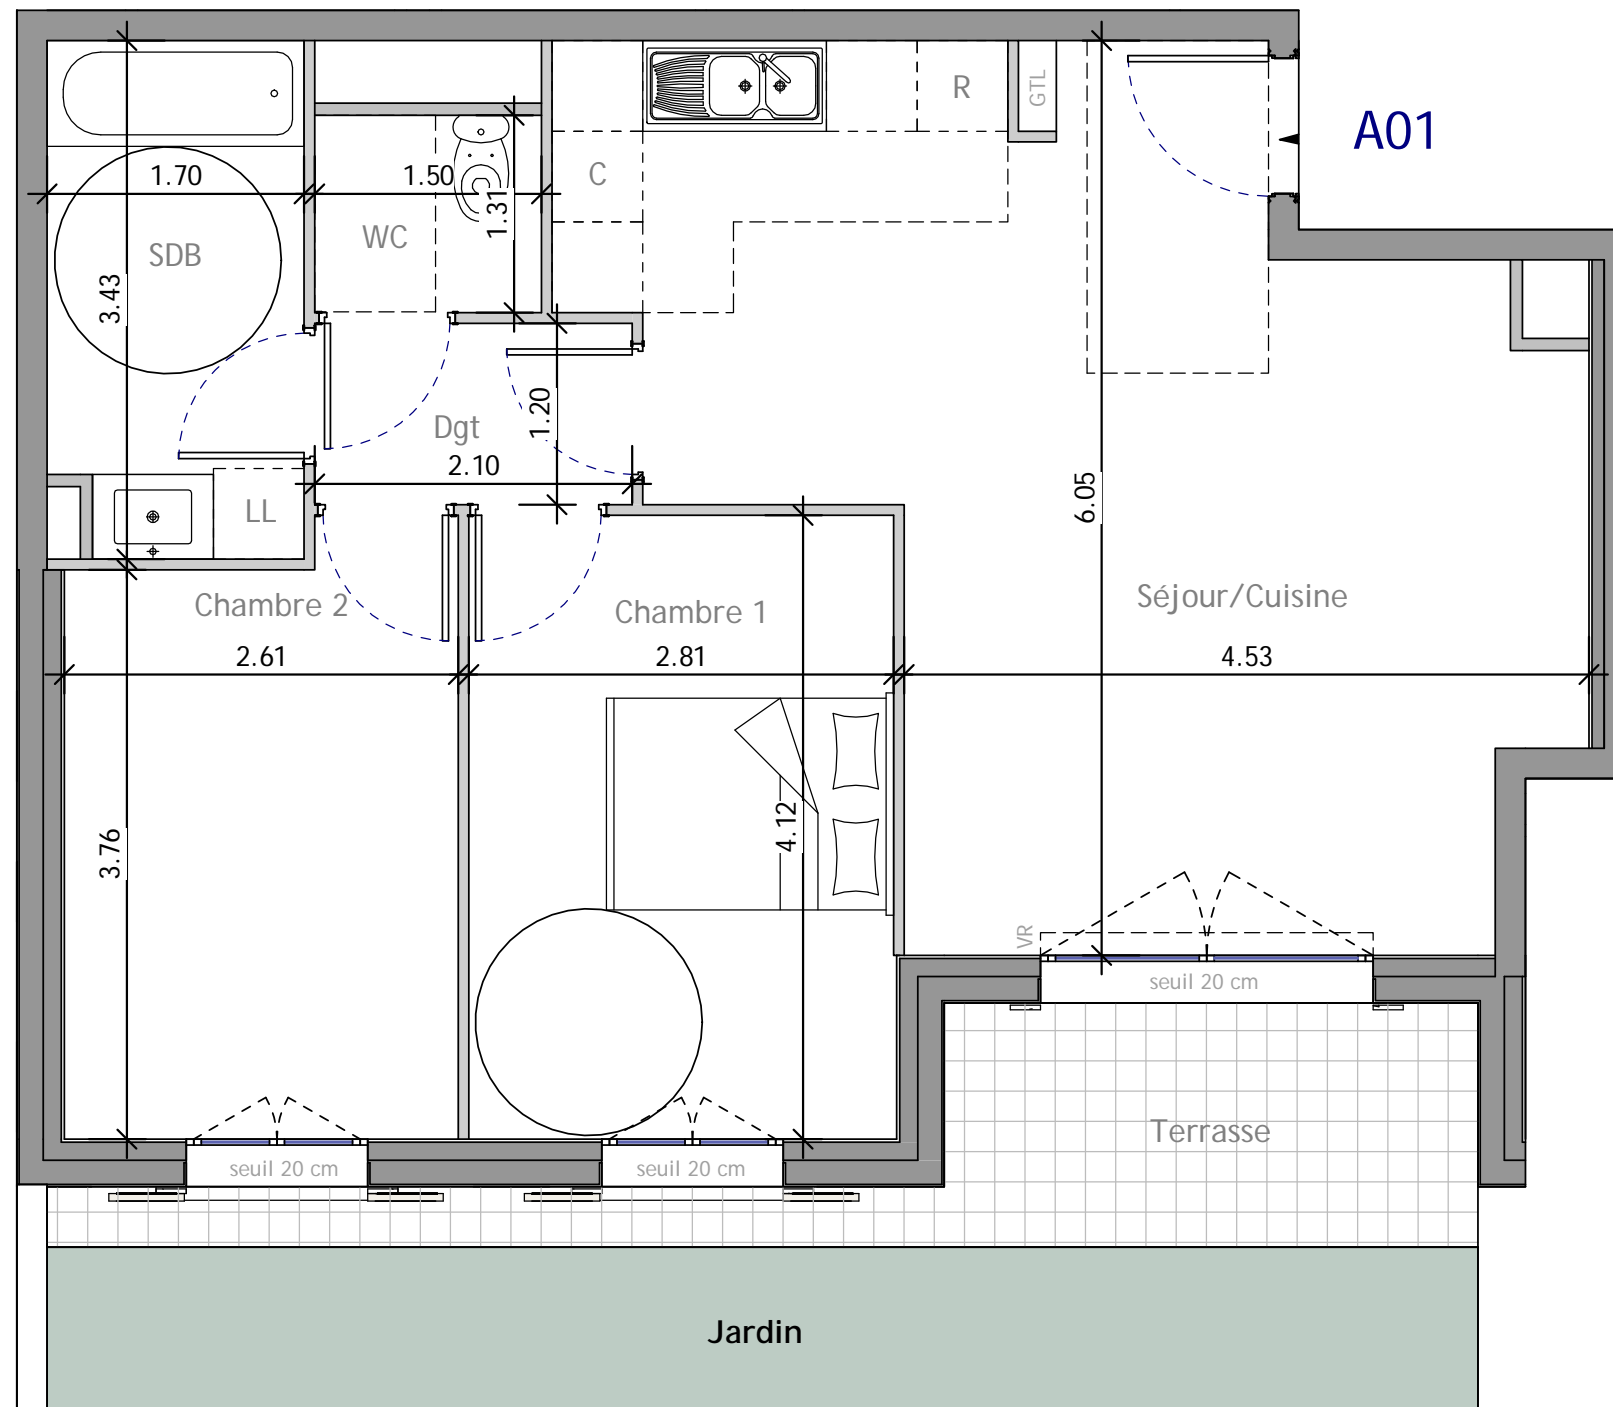 R
GTL
A01
1.70
1.50
C
1.31
WC
SDB
3.43
1.20
Dgt
2.10
6.05
LL
Chambre 2
Chambre 1
Séjour/Cuisine
2.61
2.81
4.53
3.76
4.12
VR
seuil 20 cm
Terrasse
seuil 20 cm
seuil 20 cm
Jardin